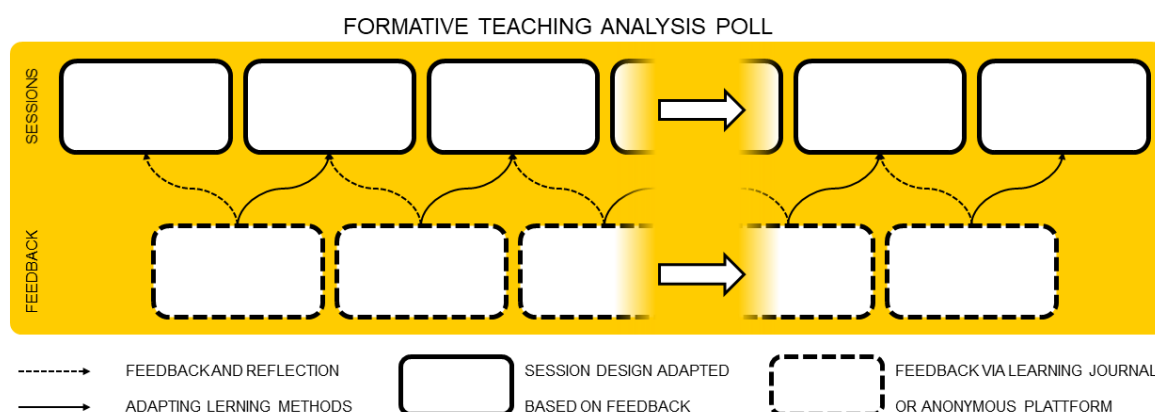 FORMATIVE TEACHING ANALYSIS POLL
SESSIONS
FEEDBACK
FEEDBACK AND REFLECTION
ADAPTING LERNING METHODS
SESSION DESIGN ADAPTED
BASED ON FEEDBACK
FEEDBACK VIA LEARNING JOURNAL
OR ANONYMOUS PLATTFORM